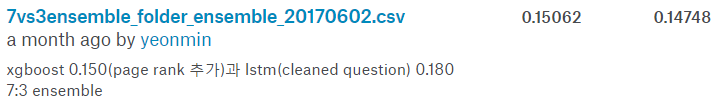 7vs3ensemble_folder_ensemble_20170602.csv 0.15062 0.14748
a month ago by yeonmin
xgboost 0.150(page rank 추가)과 lstm(cleaned question) 0.180
7:3 ensemble